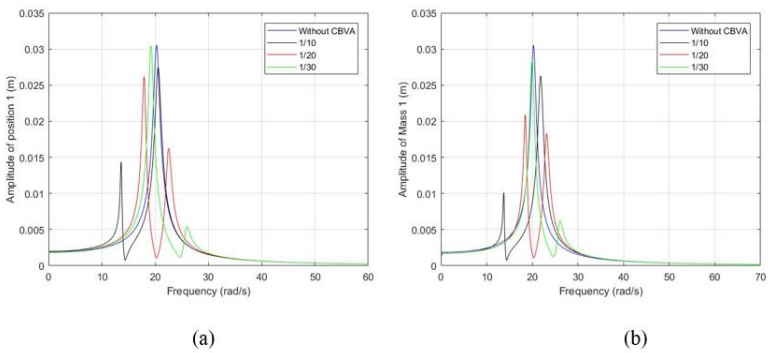 0.035
0.03
0.025
0.02
0.015
0.01
0.005
0
Amplitude of position 1 (m)
Without CBVA
1/10
1/20
1/30
0 10 20 30 40 50 60
Frequency (rad/s)
(a)
0.035
0.03
0.025
0.02
0.015
0.01
0.005
0
Amplitude of Mass 1 (m)
Without CBVA
1/10
1/20
1/30
0 10 20 30 40 50 60 70
Frequency (rad/s)
(b)